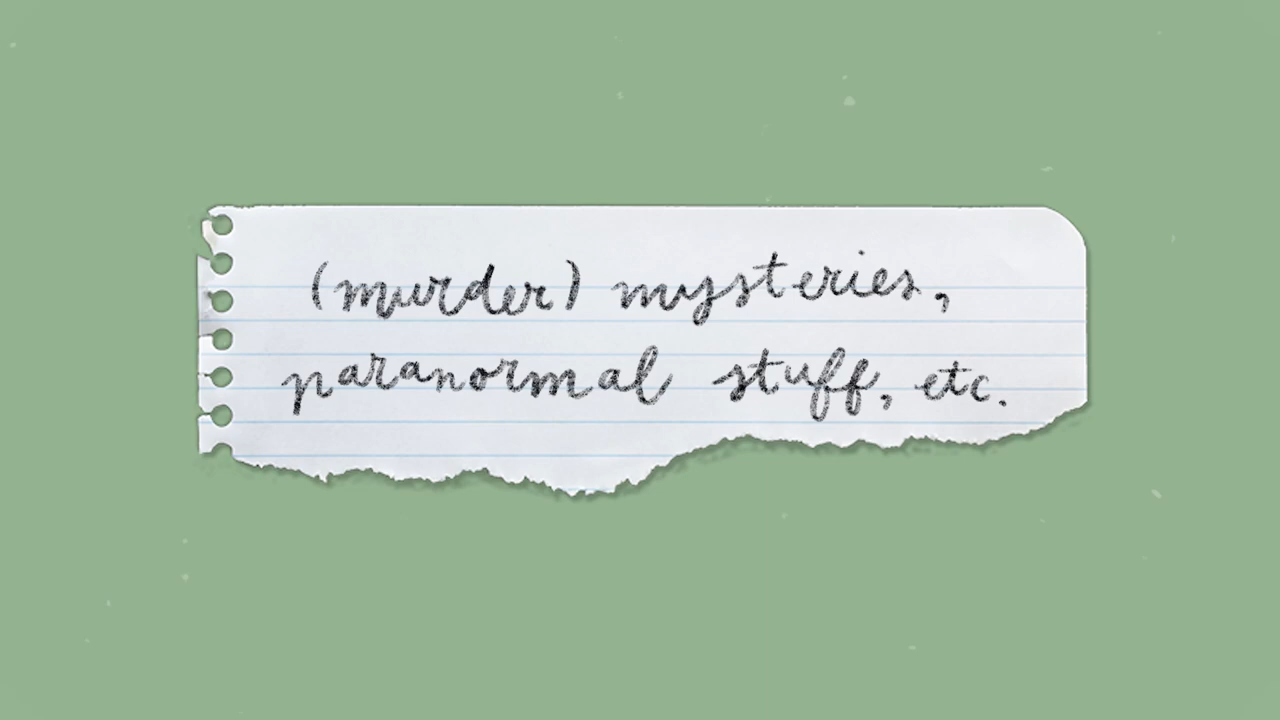 (murder) mysteries,
paranormal stuff, etc.